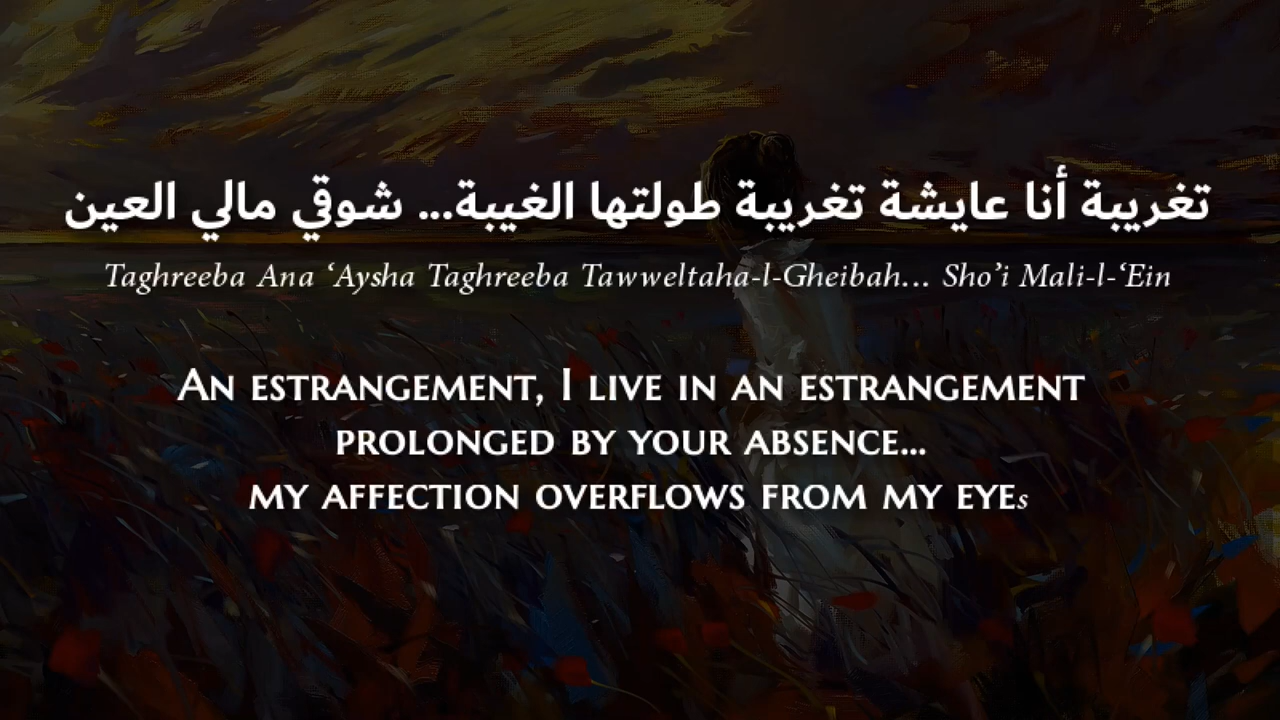 تغريبة أنا عايشة تغريبة طولتها الغيبة... شوقي مالي العين
Taghreeba Ana ‘Aysha Taghreeba Tawweltaha-l-Gheibah... Sho’i Mali-l-‘Ein
An estrangement, I live in an estrangement
prolonged by your absence...
my affection overflows from my eyes